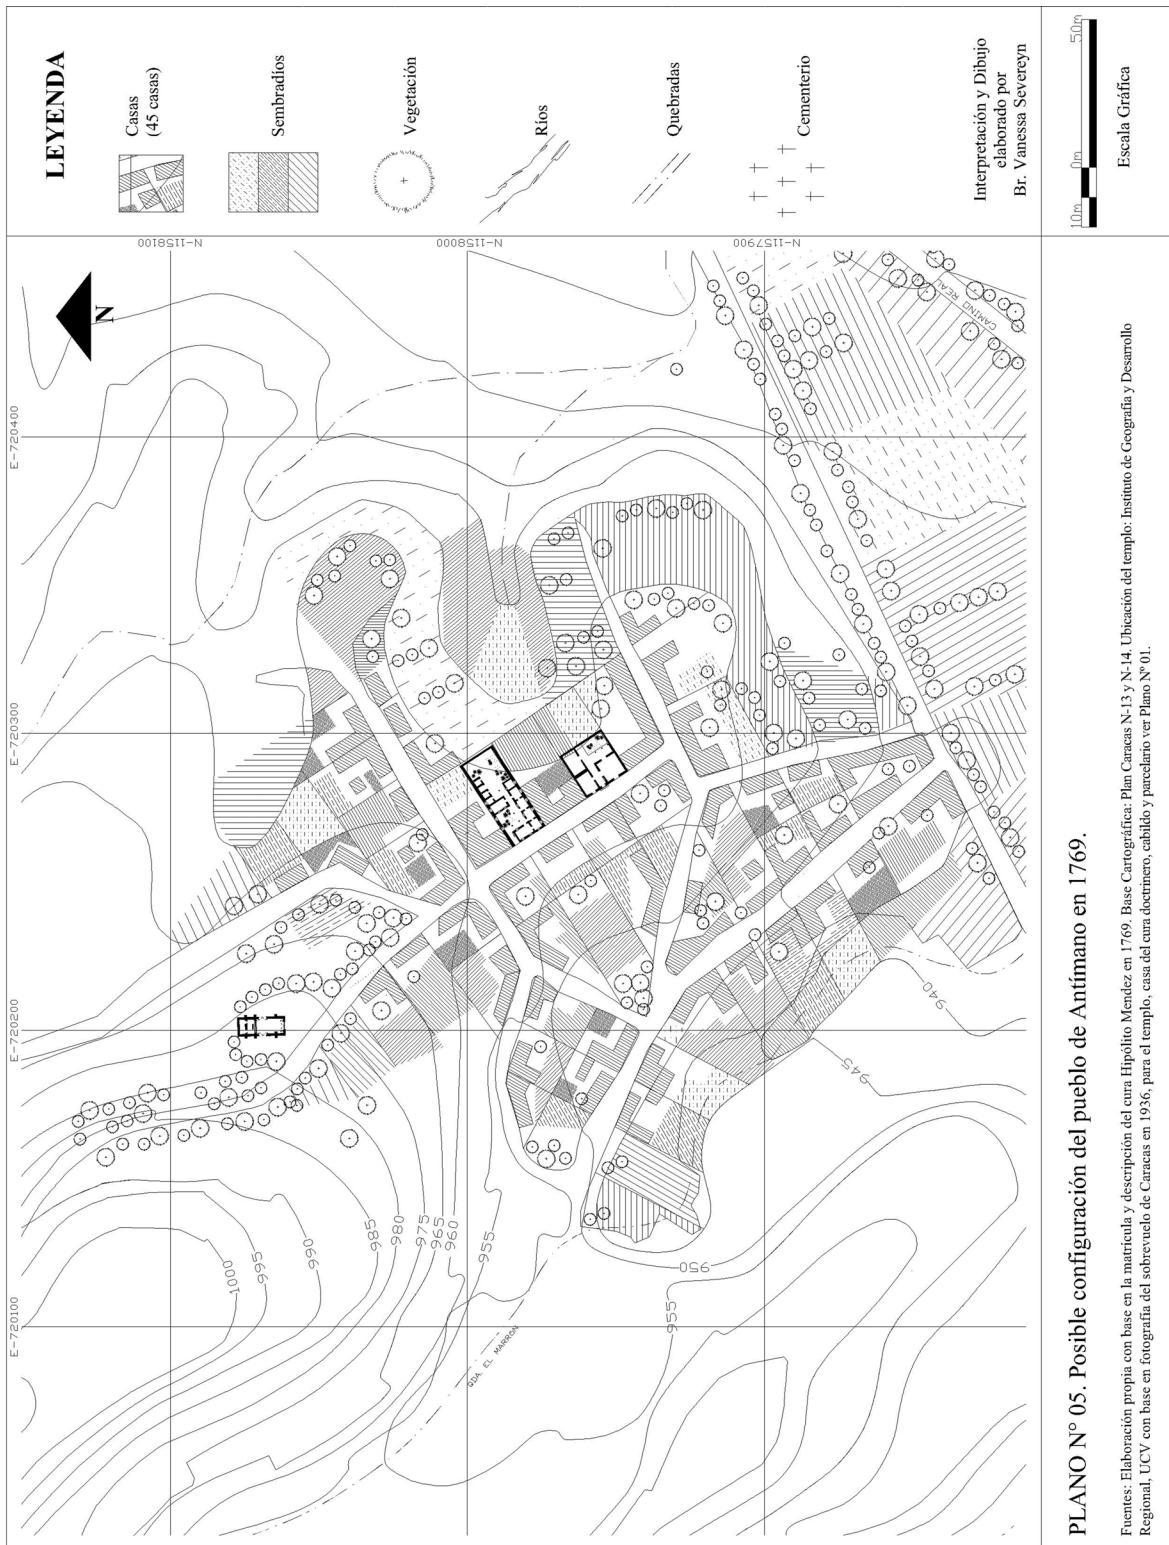 LEYENDA
Casas
(45 casas)
Sembradíos
Vegetación
Ríos
Quebradas
Cementerio
Interpretación y Dibujo
elaborado por
Br. Vanessa Severeyn
10m 0m 50m
Escala Gráfica
N
E-720100
E-720200
E-720300
E-720400
N-1158100
N-1158000
N-1157900
1000
995
990
985
980
975
965
960
955
950
955
945
940
QDA. EL MARRON
CAMINO REAL
PLANO N° 05. Posible configuración del pueblo de Antímano en 1769.
Fuentes: Elaboración propia con base en la matrícula y descripción del cura Hipólito Mendez en 1769. Base Cartográfica: Plan Caracas N-13 y N-14. Ubicación del templo: Instituto de Geografía y Desarrollo
Regional, UCV con base en fotografía del sobrevuelo de Caracas en 1936, para el templo, casa del cura doctrinero, cabildo y parcelario ver Plano Nº 01.